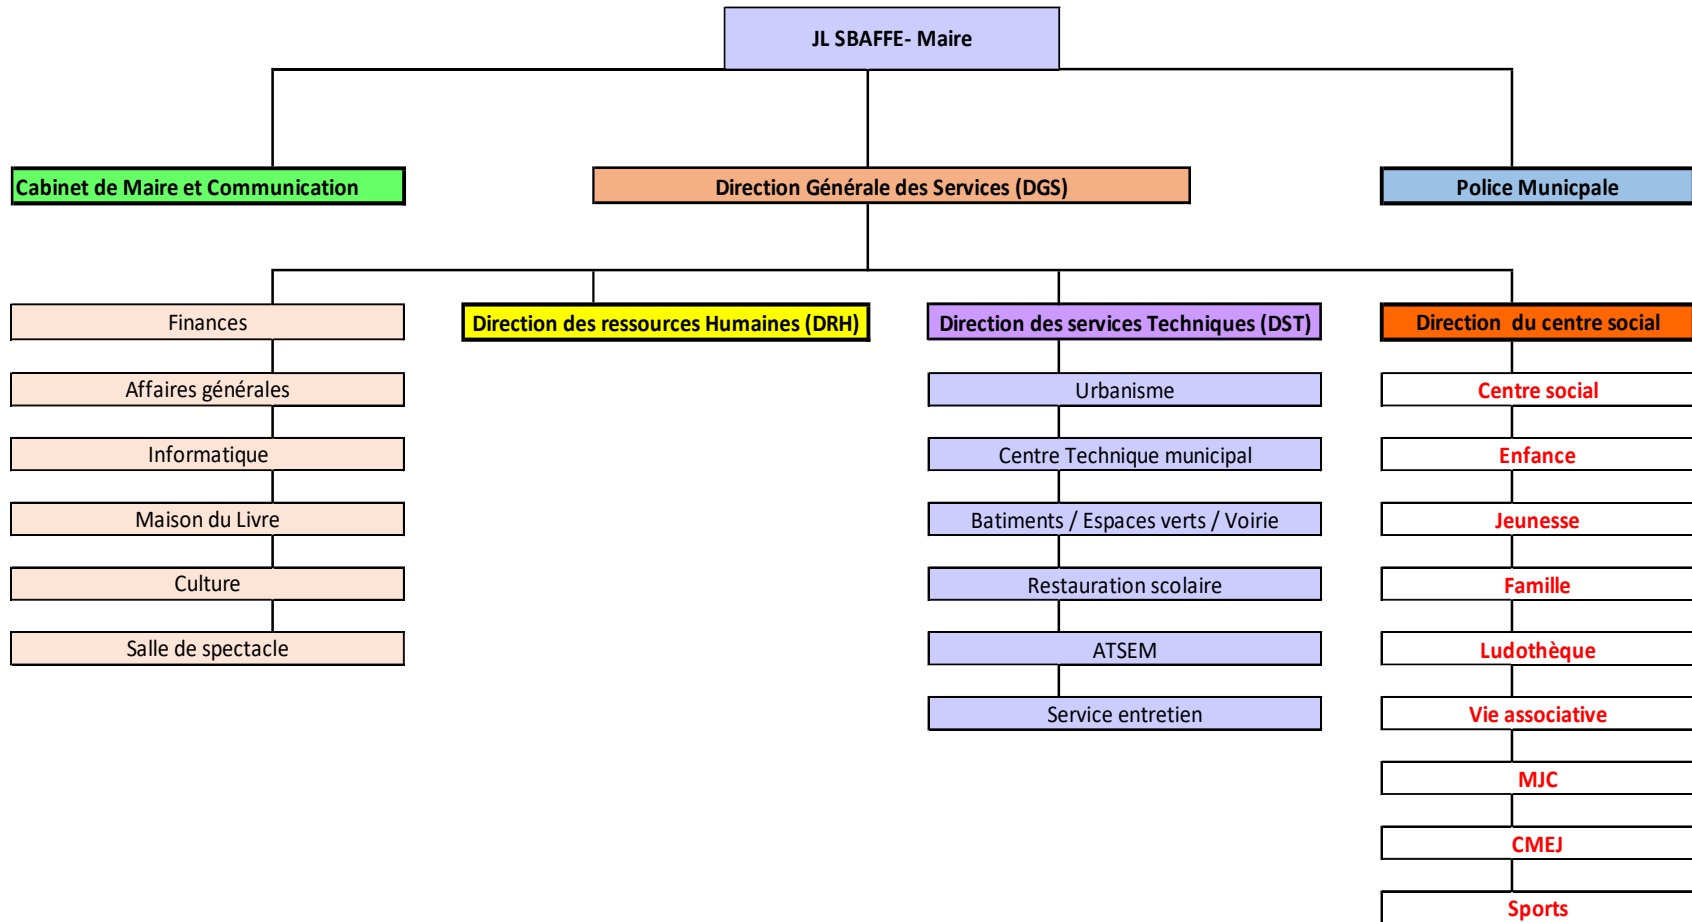 JL SBAFFE- Maire
Cabinet de Maire et Communication
Direction Générale des Services (DGS)
Police Municpale
Finances
Direction des ressources Humaines (DRH)
Direction des services Techniques (DST)
Direction du centre social
Affaires générales
Urbanisme
Centre social
Informatique
Centre Technique municipal
Enfance
Maison du Livre
Batiments / Espaces verts / Voirie
Jeunesse
Culture
Restauration scolaire
Famille
Salle de spectacle
ATSEM
Ludothèque
Service entretien
Vie associative
MJC
CMEJ
Sports